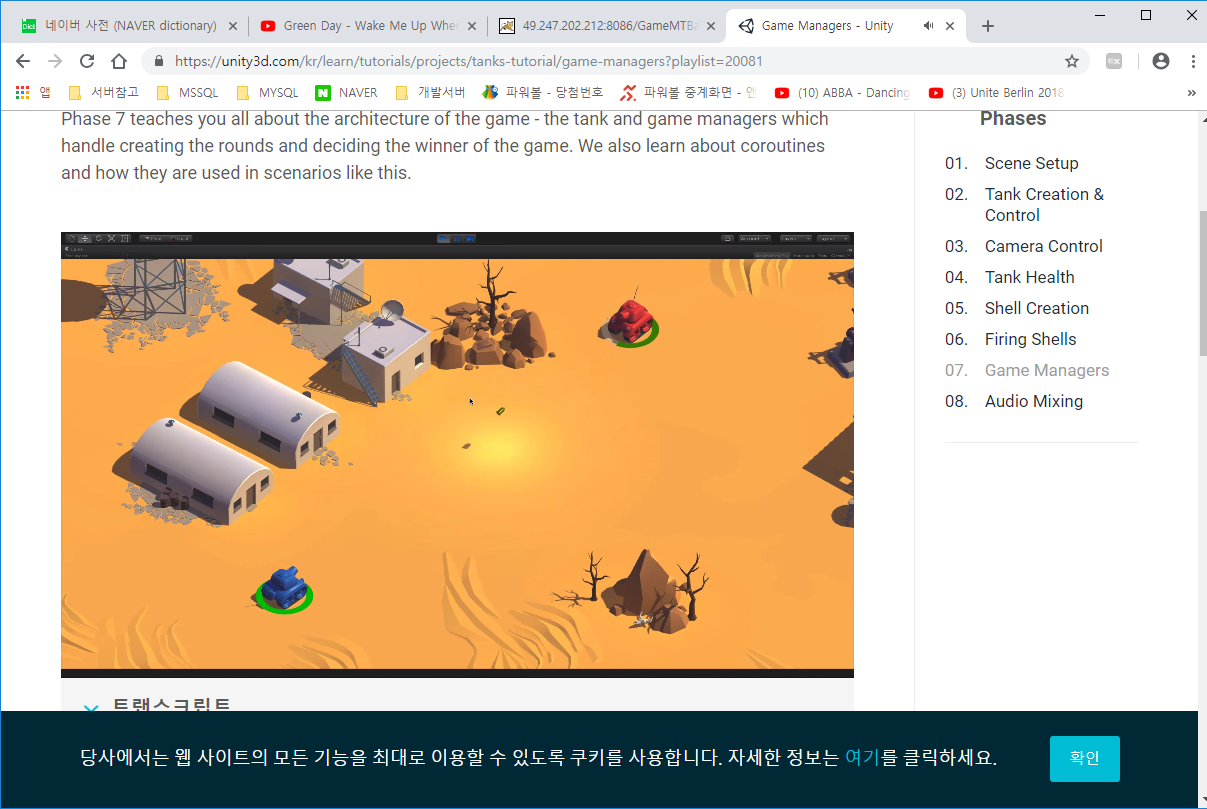 네이버 사전 (NAVER dictionary)
Green Day - Wake Me Up Wher
49.247.202.212:8086/GameMTBa
Game Managers - Unity
https://unity3d.com/kr/learn/tutorials/projects/tanks-tutorial/game-managers?playlist=20081
앱
서버참고
MSSQL
MYSQL
N NAVER
개발서버
파워볼 - 당첨번호
파워볼 중계화면 - 엔
(10) ABBA - Dancing
(3) Unite Berlin 2018
»
Phase 7 teaches you all about the architecture of the game - the tank and game managers which
handle creating the rounds and deciding the winner of the game. We also learn about coroutines
and how they are used in scenarios like this.
Phases
01. Scene Setup
02. Tank Creation &
Control
03. Camera Control
04. Tank Health
05. Shell Creation
06. Firing Shells
07. Game Managers
08. Audio Mixing
트랜스크립트
당사에서는 웹 사이트의 모든 기능을 최대로 이용할 수 있도록 쿠키를 사용합니다. 자세한 정보는 여기를 클릭하세요.
확인